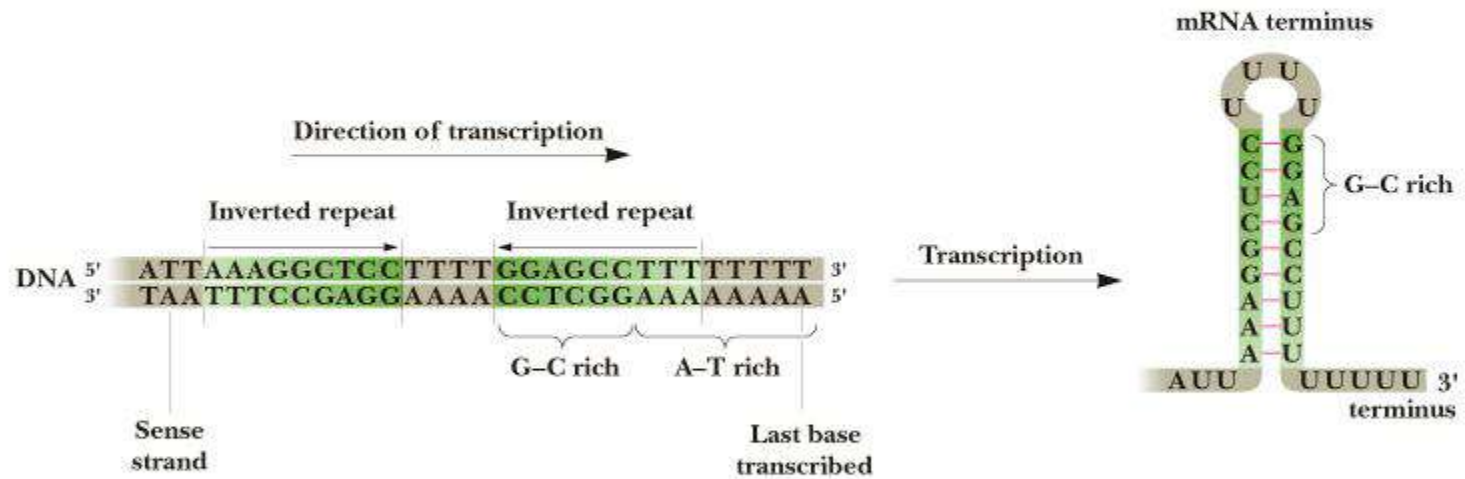 mRNA terminus
U U
U U
Direction of transcription
C G
C G
G–C rich
U A
Inverted repeat Inverted repeat
C G
Transcription
G C
DNA 5' ATTAAAGGCTCCTTTTGGAGCCTTTTTTTT 3'
G C
3' TAATTTCCGAGGAAAACCTCGGAAAAAAAA 5'
A U
A U
A U
G–C rich A–T rich
AUU UUUUU 3'
terminus
Sense
strand
Last base
transcribed